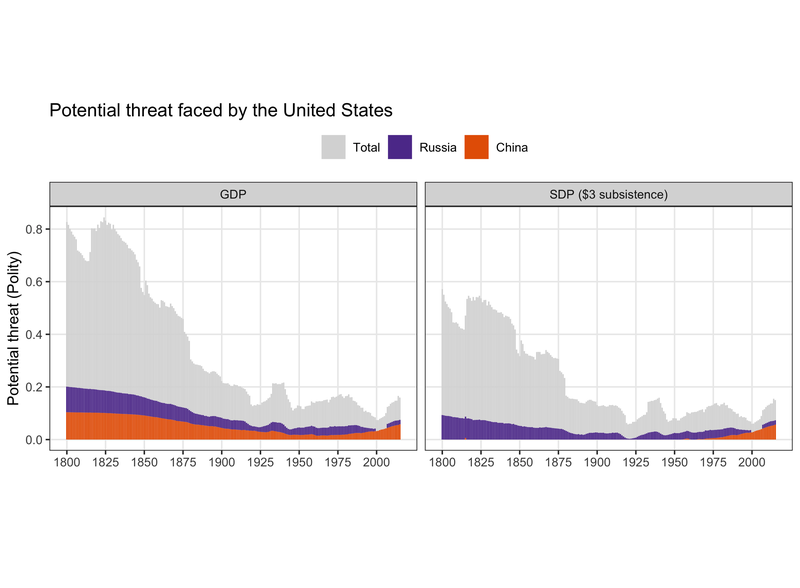 Potential threat faced by the United States
Total Russia China
GDP SDP ($3 subsistence)
Potential threat (Polity)
0.8
0.6
0.4
0.2
0.0
1800 1825 1850 1875 1900 1925 1950 1975 2000 1800 1825 1850 1875 1900 1925 1950 1975 2000